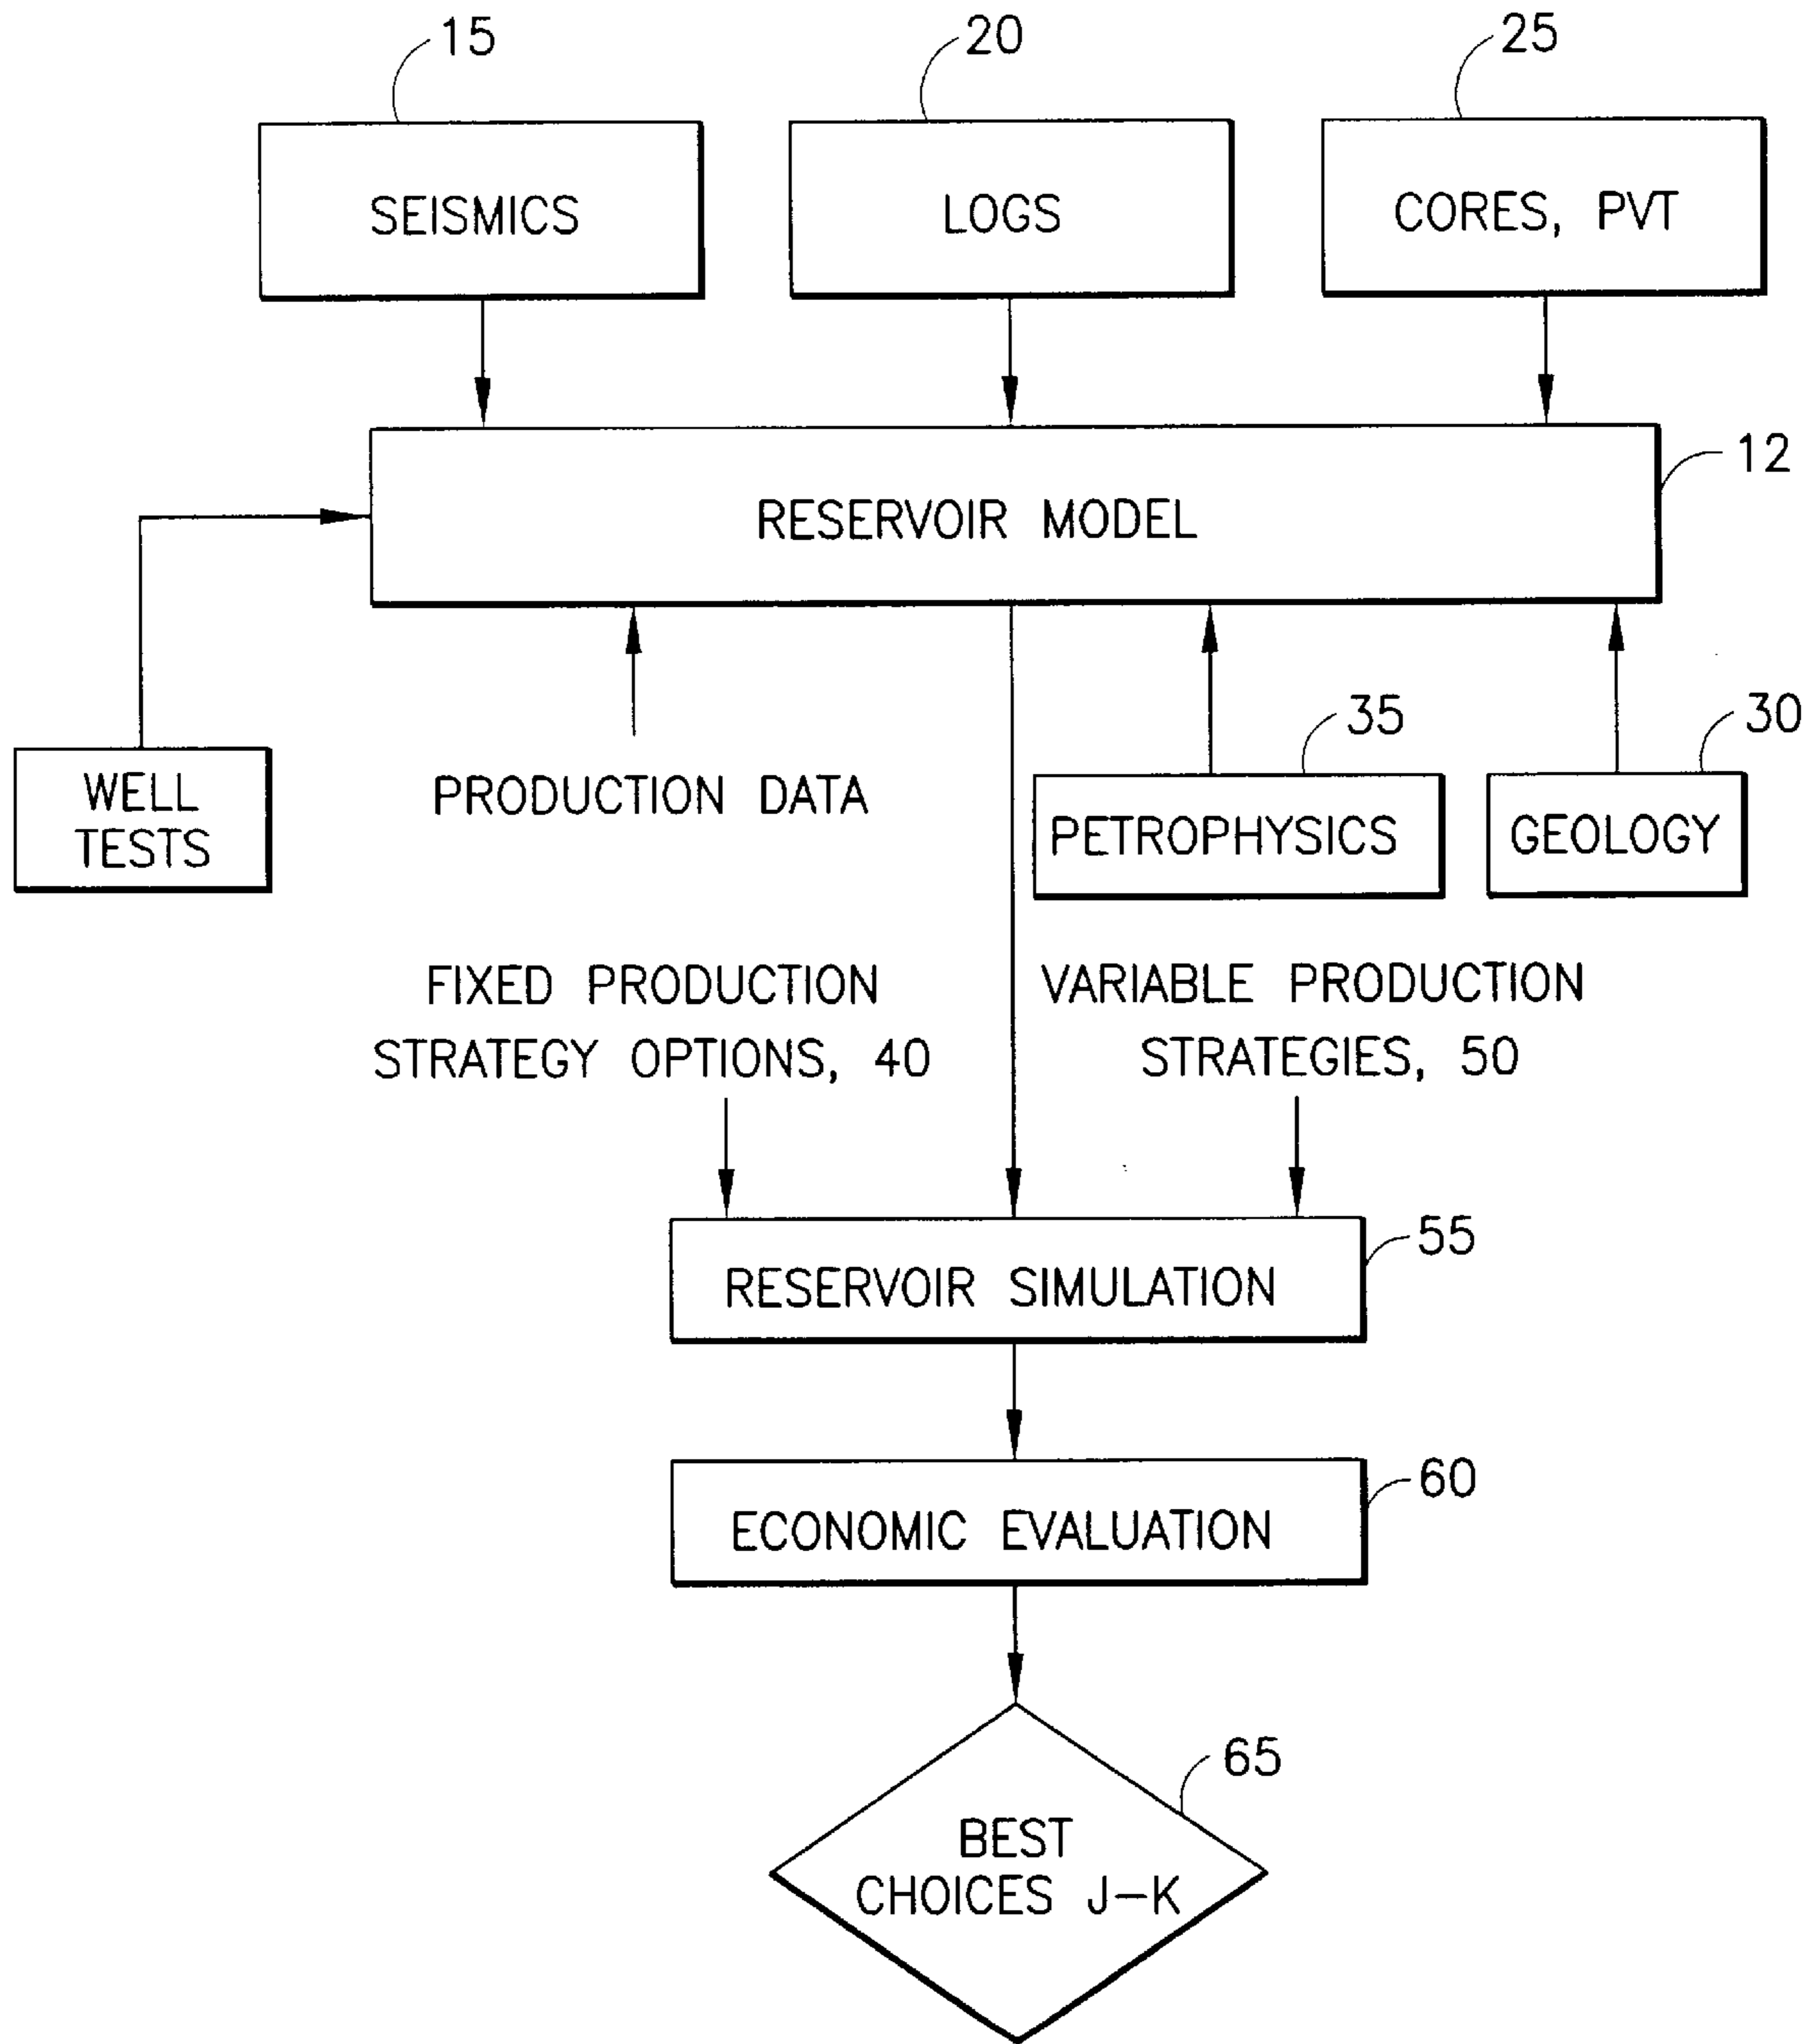 15
20
25
SEISMICS
LOGS
CORES, PVT
12
RESERVOIR MODEL
35
30
WELL
TESTS
PRODUCTION DATA
PETROPHYSICS
GEOLOGY
FIXED PRODUCTION
STRATEGY OPTIONS, 40
VARIABLE PRODUCTION
STRATEGIES, 50
55
RESERVOIR SIMULATION
60
ECONOMIC EVALUATION
65
BEST
CHOICES J-K